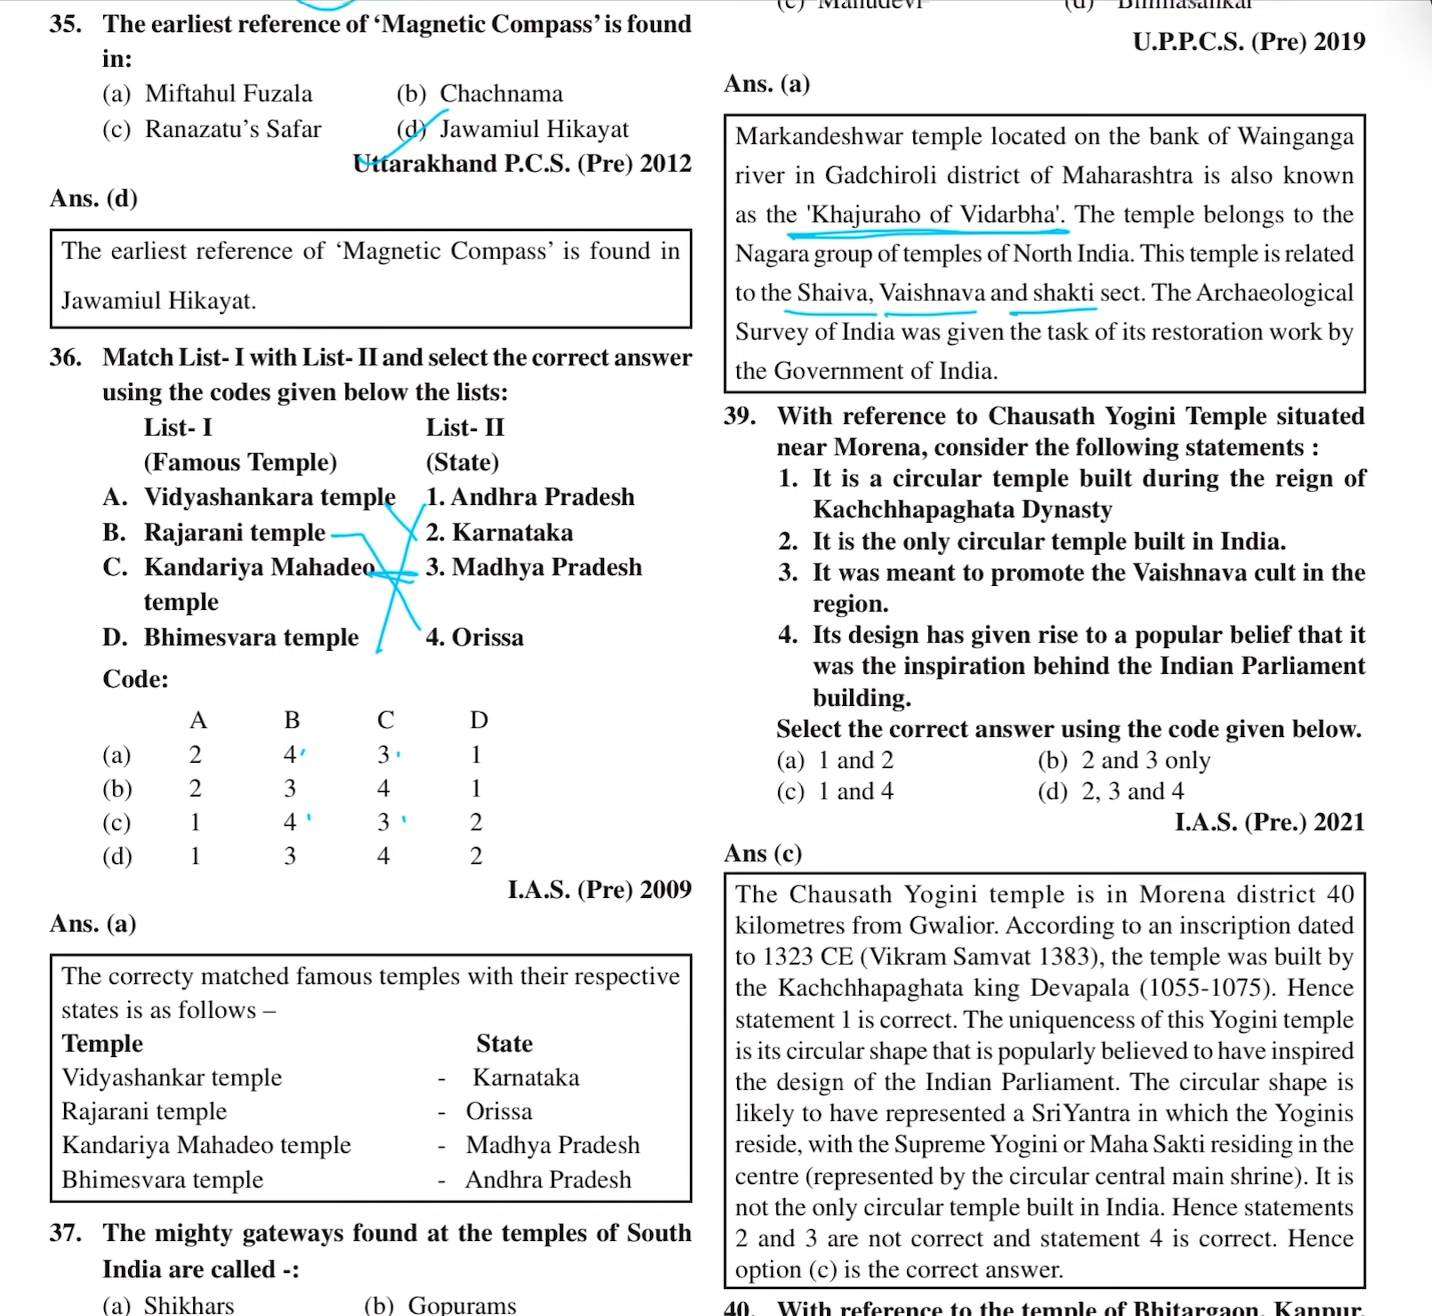 35. The earliest reference of ‘Magnetic Compass’ is found
in:
(a) Miftahul Fuzala (b) Chachnama
(c) Ranazatu’s Safar (d) Jawamiul Hikayat
Uttarakhand P.C.S. (Pre) 2012
Ans. (d)
The earliest reference of ‘Magnetic Compass’ is found in
Jawamiul Hikayat.
36. Match List- I with List- II and select the correct answer
using the codes given below the lists:
List- I List- II
(Famous Temple) (State)
A. Vidyashankara temple 1. Andhra Pradesh
B. Rajarani temple 2. Karnataka
C. Kandariya Mahadeo 3. Madhya Pradesh
temple
D. Bhimesvara temple 4. Orissa
Code:
A B C D
(a) 2 4 3 1
(b) 2 3 4 1
(c) 1 4 3 2
(d) 1 3 4 2
I.A.S. (Pre) 2009
Ans. (a)
The correcty matched famous temples with their respective
states is as follows –
Temple State
Vidyashankar temple - Karnataka
Rajarani temple - Orissa
Kandariya Mahadeo temple - Madhya Pradesh
Bhimesvara temple - Andhra Pradesh
37. The mighty gateways found at the temples of South
India are called -:
(a) Shikhars (b) Gopurams
(c) Manudevi (d) Bhimasankar
U.P.P.C.S. (Pre) 2019
Ans. (a)
Markandeshwar temple located on the bank of Wainganga
river in Gadchiroli district of Maharashtra is also known
as the 'Khajuraho of Vidarbha'. The temple belongs to the
Nagara group of temples of North India. This temple is related
to the Shaiva, Vaishnava and shakti sect. The Archaeological
Survey of India was given the task of its restoration work by
the Government of India.
39. With reference to Chausath Yogini Temple situated
near Morena, consider the following statements :
1. It is a circular temple built during the reign of
Kachchhapaghata Dynasty
2. It is the only circular temple built in India.
3. It was meant to promote the Vaishnava cult in the
region.
4. Its design has given rise to a popular belief that it
was the inspiration behind the Indian Parliament
building.
Select the correct answer using the code given below.
(a) 1 and 2 (b) 2 and 3 only
(c) 1 and 4 (d) 2, 3 and 4
I.A.S. (Pre.) 2021
Ans (c)
The Chausath Yogini temple is in Morena district 40
kilometres from Gwalior. According to an inscription dated
to 1323 CE (Vikram Samvat 1383), the temple was built by
the Kachchhapaghata king Devapala (1055-1075). Hence
statement 1 is correct. The uniquencess of this Yogini temple
is its circular shape that is popularly believed to have inspired
the design of the Indian Parliament. The circular shape is
likely to have represented a SriYantra in which the Yoginis
reside, with the Supreme Yogini or Maha Sakti residing in the
centre (represented by the circular central main shrine). It is
not the only circular temple built in India. Hence statements
2 and 3 are not correct and statement 4 is correct. Hence
option (c) is the correct answer.
40. With reference to the temple of Bhitargaon, Kanpur,